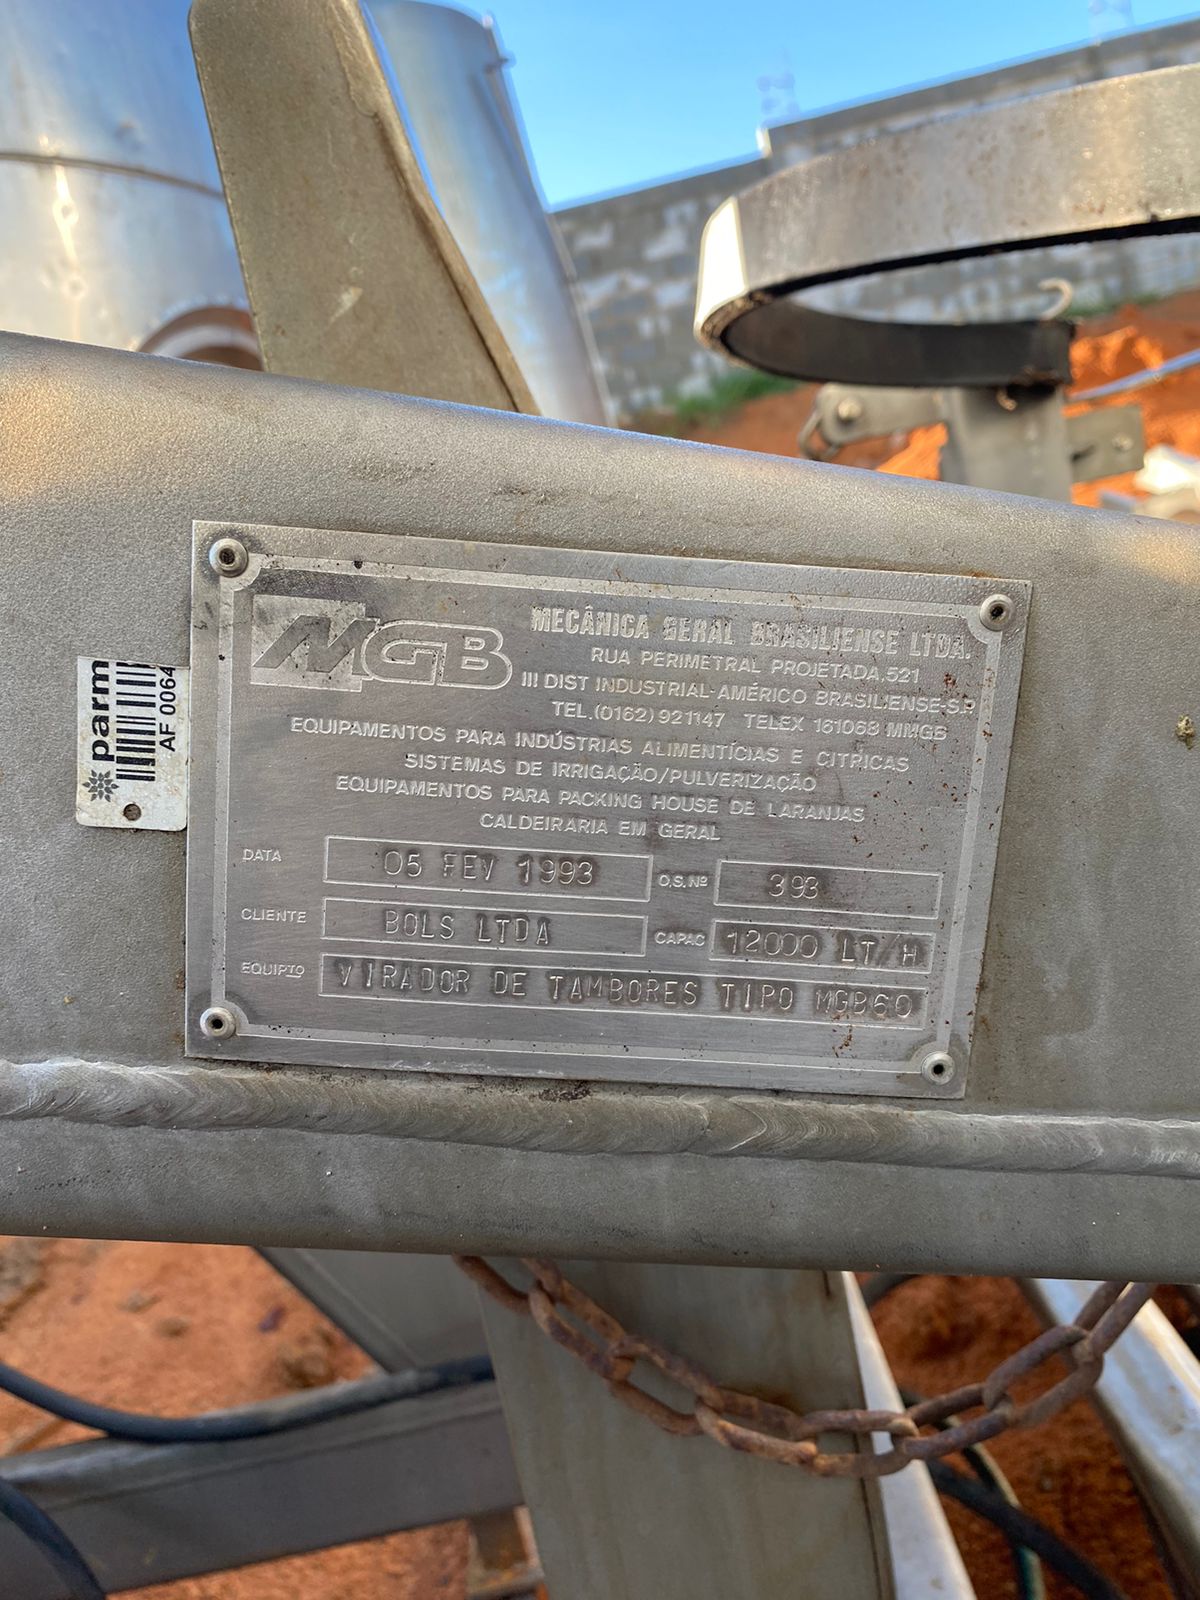 MGB
MECÂNICA GERAL BRASILIENSE LTDA.
RUA PERIMETRAL PROJETADA,521
III DIST INDUSTRIAL-AMÉRICO BRASILIENSE-S.P
TEL.(0162)921147 TELEX 161068 MMGB
EQUIPAMENTOS PARA INDÚSTRIAS ALIMENTÍCIAS E CÍTRICAS
SISTEMAS DE IRRIGAÇÃO/PULVERIZAÇÃO
EQUIPAMENTOS PARA PACKING HOUSE DE LARANJAS
CALDEIRARIA EM GERAL
DATA 05 FEV 1993 O.S.Nº 393
CLIENTE BOLS LTDA CAPAC 12000 LT/H
EQUIPTO VIRADOR DE TAMBORES TIPO MGB60
AF 0064